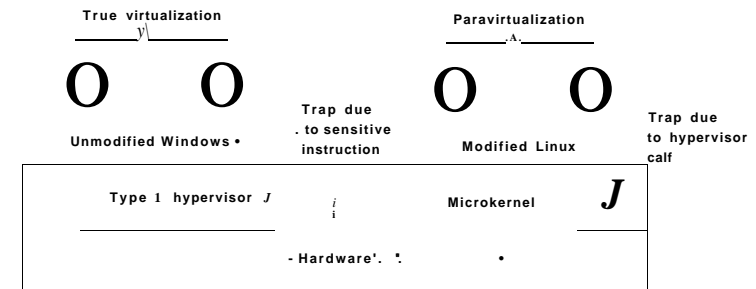 True virtualization
y\
Paravirtualization
.A.
O O
O O
Trap due
. to sensitive
instruction
Trap due
to hypervisor
calf
Unmodified Windows •
Modified Linux
Type 1 hypervisor J
i
i
Microkernel
J
- Hardware'. '.
•